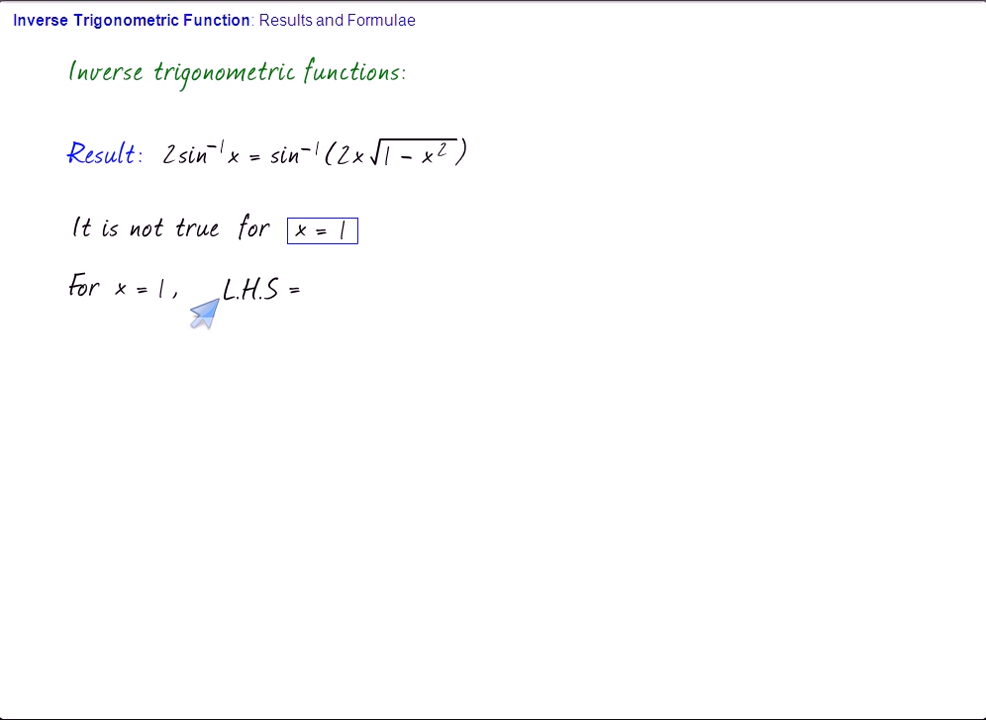 Inverse Trigonometric Function: Results and Formulae
Inverse trigonometric functions:
Result: 2sin⁻¹x = sin⁻¹(2x√(1 − x²))
It is not true for x = 1
For x = 1, L.H.S =